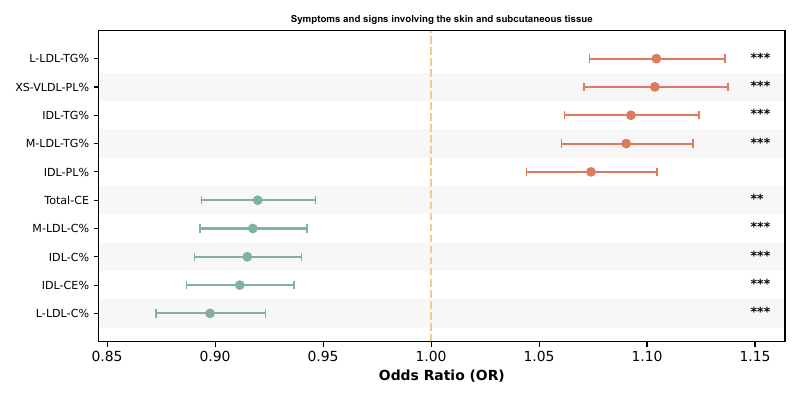 Symptoms and signs involving the skin and subcutaneous tissue
L-LDL-TG% ***
XS-VLDL-PL% ***
IDL-TG% ***
M-LDL-TG% ***
IDL-PL%
Total-CE **
M-LDL-C% ***
IDL-C% ***
IDL-CE% ***
L-LDL-C% ***
0.85 0.90 0.95 1.00 1.05 1.10 1.15
Odds Ratio (OR)